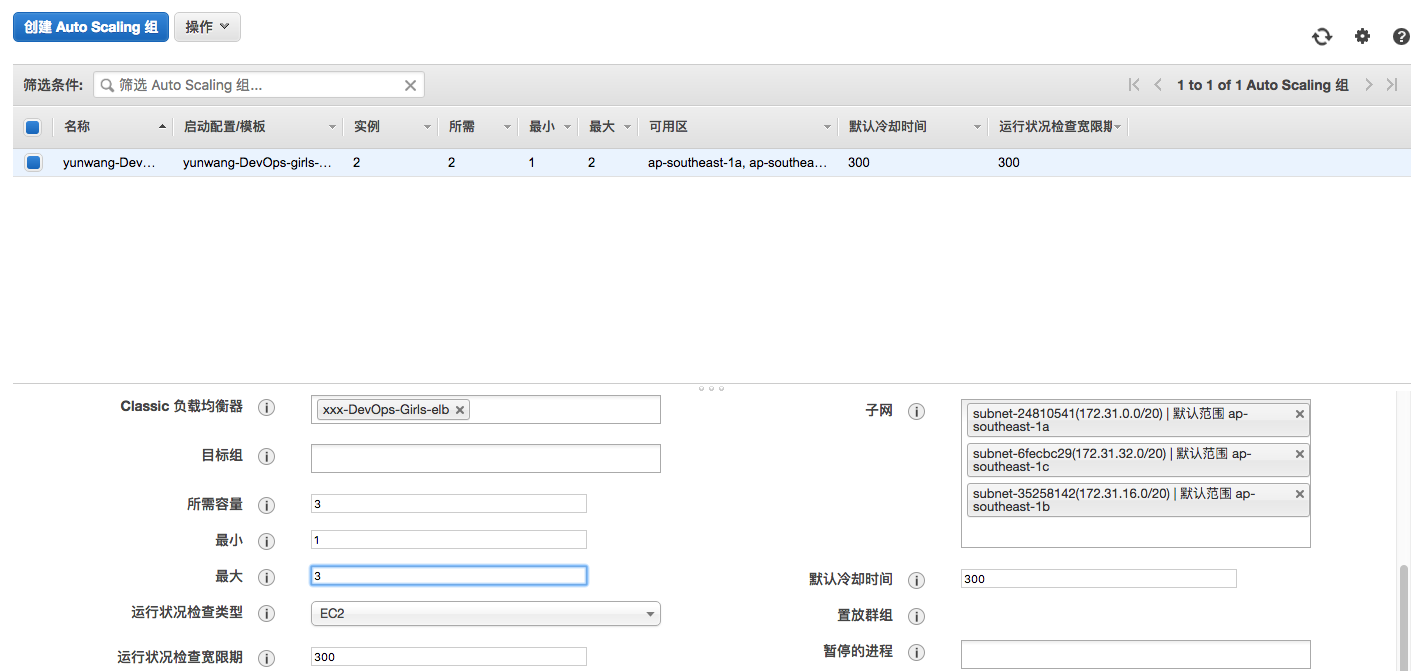 创建 Auto Scaling 组 操作
筛选条件: 筛选 Auto Scaling 组... 1 to 1 of 1 Auto Scaling 组
名称 启动配置/模板 实例 所需 最小 最大 可用区 默认冷却时间 运行状况检查宽限期
yunwang-Dev... yunwang-DevOps-girls-... 2 2 1 2 ap-southeast-1a, ap-southea... 300 300
Classic 负载均衡器 xxx-DevOps-Girls-elb
目标组
所需容量 3
最小 1
最大 3
运行状况检查类型 EC2
运行状况检查宽限期 300
子网 subnet-24810541(172.31.0.0/20) | 默认范围 ap-
southeast-1a
subnet-6fecbc29(172.31.32.0/20) | 默认范围 ap-
southeast-1c
subnet-35258142(172.31.16.0/20) | 默认范围 ap-
southeast-1b
默认冷却时间 300
置放群组
暂停的进程